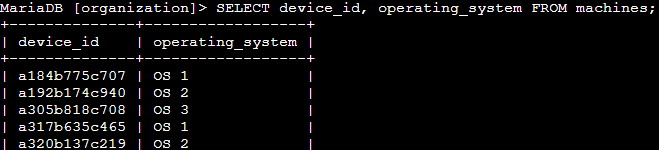 MariaDB [organization]> SELECT device_id, operating_system FROM machines;
+--------------+------------------+
| device_id    | operating_system |
+--------------+------------------+
| a184b775c707 | OS 1             |
| a192b174c940 | OS 2             |
| a305b818c708 | OS 3             |
| a317b635c465 | OS 1             |
| a320b137c219 | OS 2             |